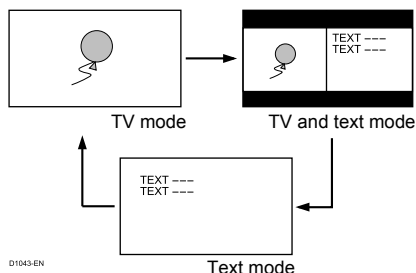 TEXT ---
TEXT ---
TV mode
TV and text mode
TEXT ---
TEXT ---
D1043-EN
Text mode